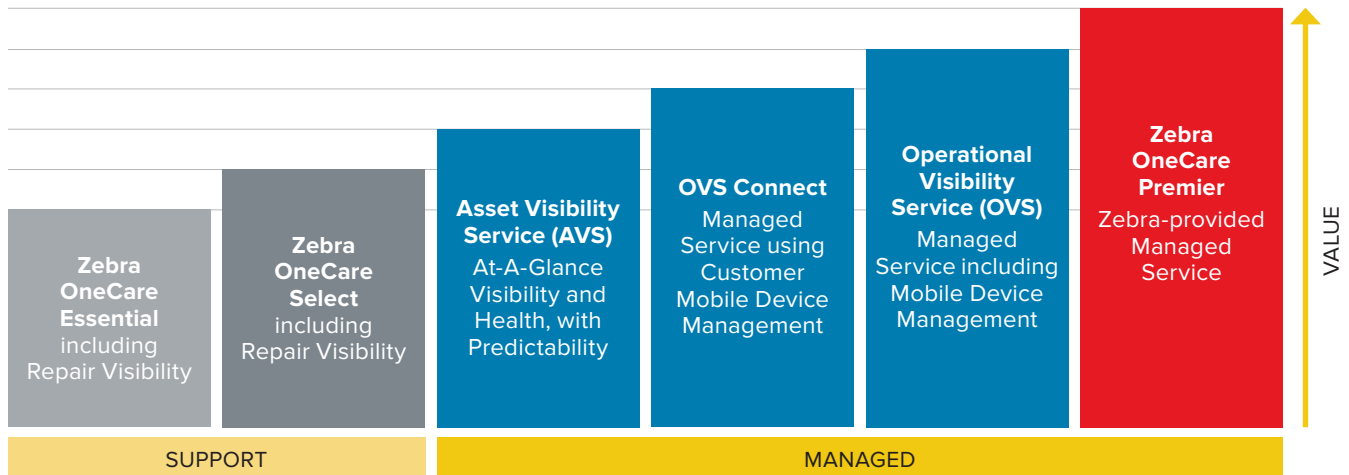 Zebra
OneCare
Essential
including
Repair Visibility
Zebra
OneCare
Select
including
Repair Visibility
Asset Visibility
Service (AVS)
At-A-Glance
Visibility and
Health, with
Predictability
OVS Connect
Managed
Service using
Customer
Mobile Device
Management
Operational
Visibility
Service (OVS)
Managed
Service including
Mobile Device
Management
Zebra
OneCare
Premier
Zebra-provided
Managed
Service
VALUE
SUPPORT
MANAGED